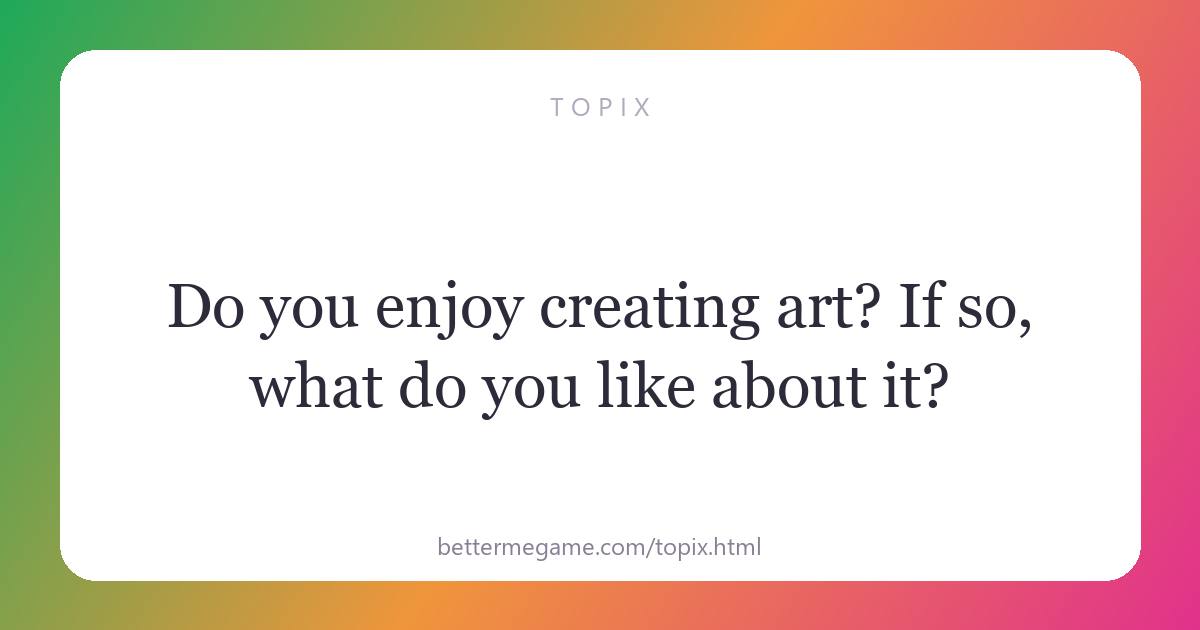 TOPIX
Do you enjoy creating art? If so,
what do you like about it?
bettermegame.com/topix.html